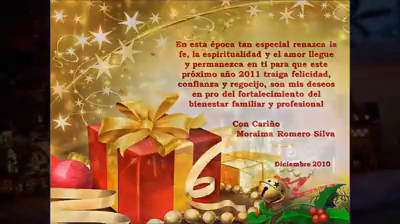 En esta época tan especial renazca la
fe, la espiritualidad y el amor llegue
y permanezca en ti para que este
próximo año 2011 traiga felicidad,
confianza y regocijo, son mis deseos
en pro del fortalecimiento del
bienestar familiar y profesional
Con Cariño
Moraima Romero Silva
Diciembre 2010